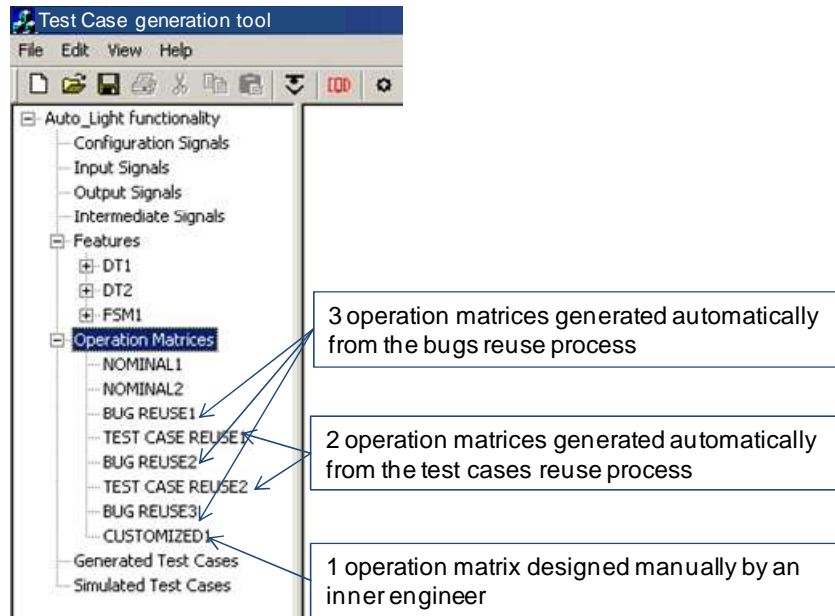 Test Case generation tool
File Edit View Help
Auto_Light functionality
Configuration Signals
Input Signals
Output Signals
Intermediate Signals
Features
DT1
DT2
FSM1
Operation Matrices
NOMINAL1
NOMINAL2
BUG REUSE1
TEST CASE REUSE1
BUG REUSE2
TEST CASE REUSE2
BUG REUSE3
CUSTOMIZED1
Generated Test Cases
Simulated Test Cases
3 operation matrices generated automatically
from the bugs reuse process
2 operation matrices generated automatically
from the test cases reuse process
1 operation matrix designed manually by an
inner engineer